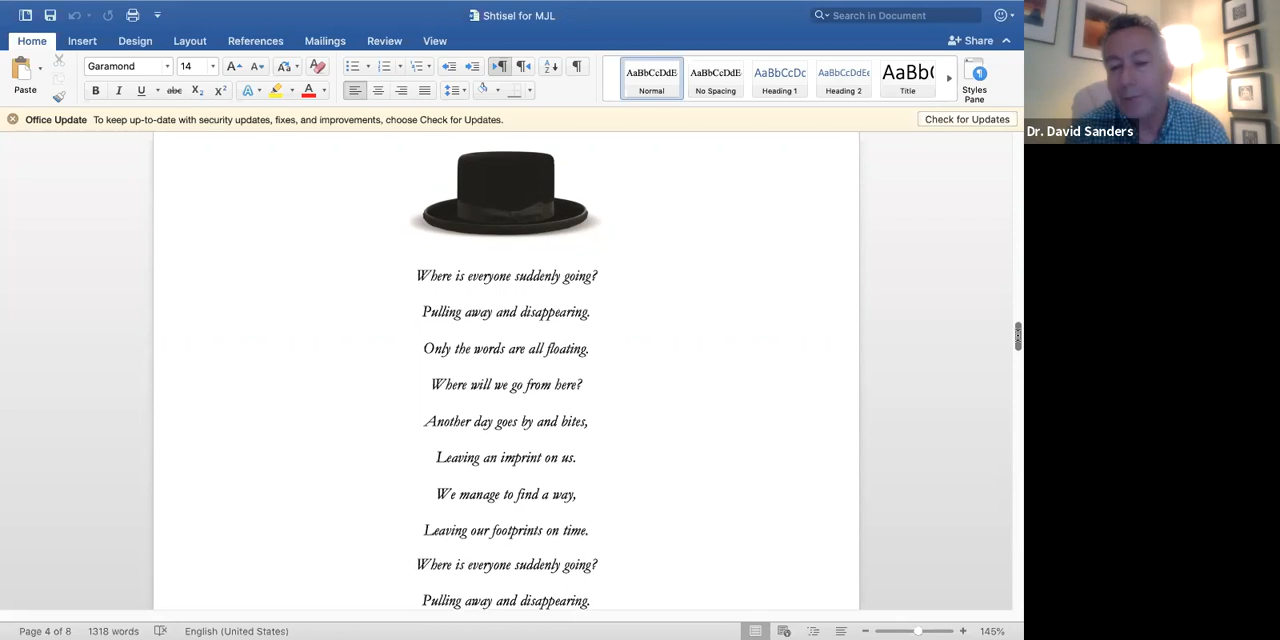 Shtisel for MJL
Search in Document
Home Insert Design Layout References Mailings Review View
Share
Paste
Garamond 14
AaBbCcDdE AaBbCcDdE AaBbCcDc AaBbCcDdEe AaBb(
Normal No Spacing Heading 1 Heading 2 Title
Styles
Pane
Office Update To keep up-to-date with security updates, fixes, and improvements, choose Check for Updates.
Check for Updates
Dr. David Sanders
Where is everyone suddenly going?
Pulling away and disappearing.
Only the words are all floating.
Where will we go from here?
Another day goes by and bites,
Leaving an imprint on us.
We manage to find a way,
Leaving our footprints on time.
Where is everyone suddenly going?
Pulling away and disappearing.
Page 4 of 8 1318 words English (United States) 145%